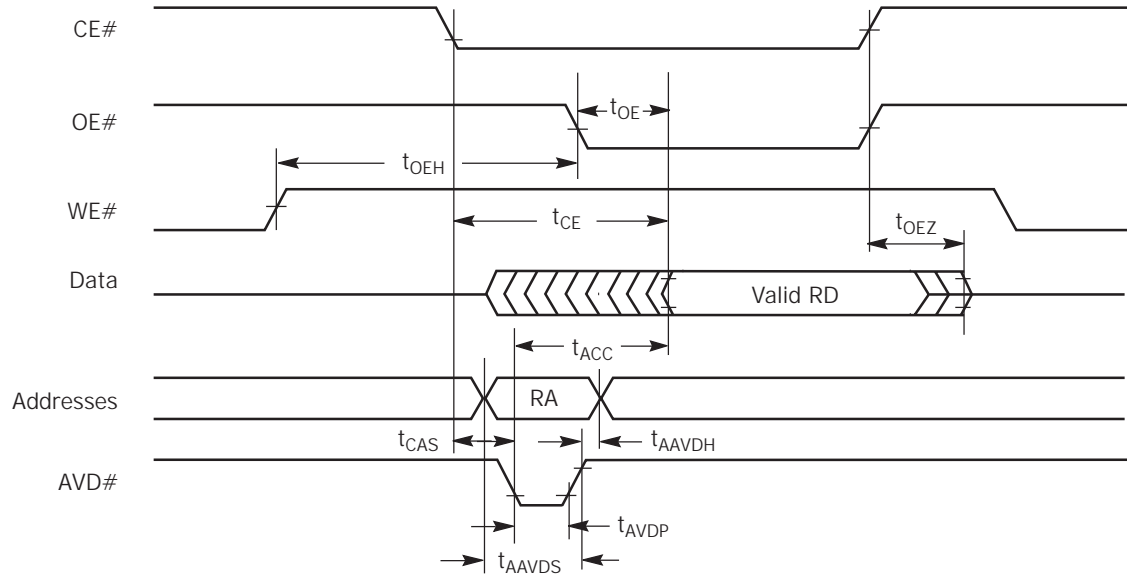 CE#
tOE
OE#
tOEH
WE#
tCE
tOEZ
Data
Valid RD
tACC
Addresses
RA
tCAS
tAAVDH
AVD#
tAVDP
tAAVDS